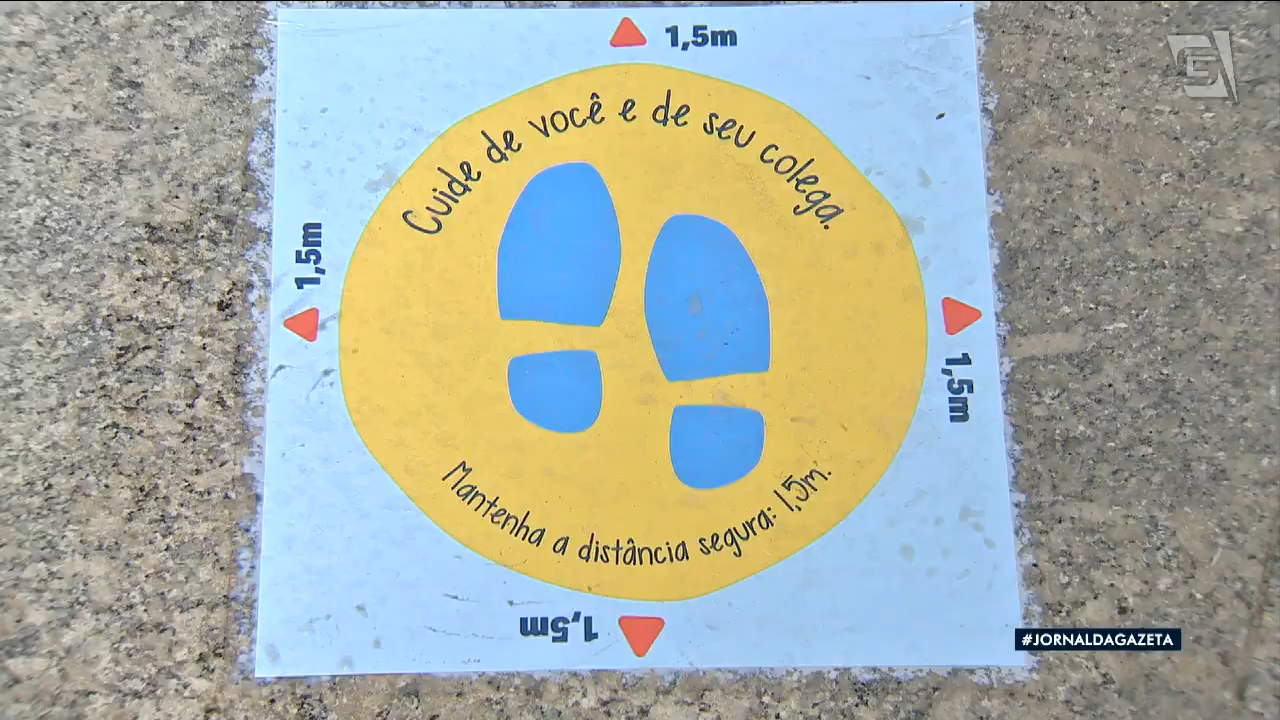 1,5m
Cuide de você e de seu colega.
1,5m
1,5m
Mantenha a distância segura: 1,5m.
1,5m
#JORNALDAGAZETA